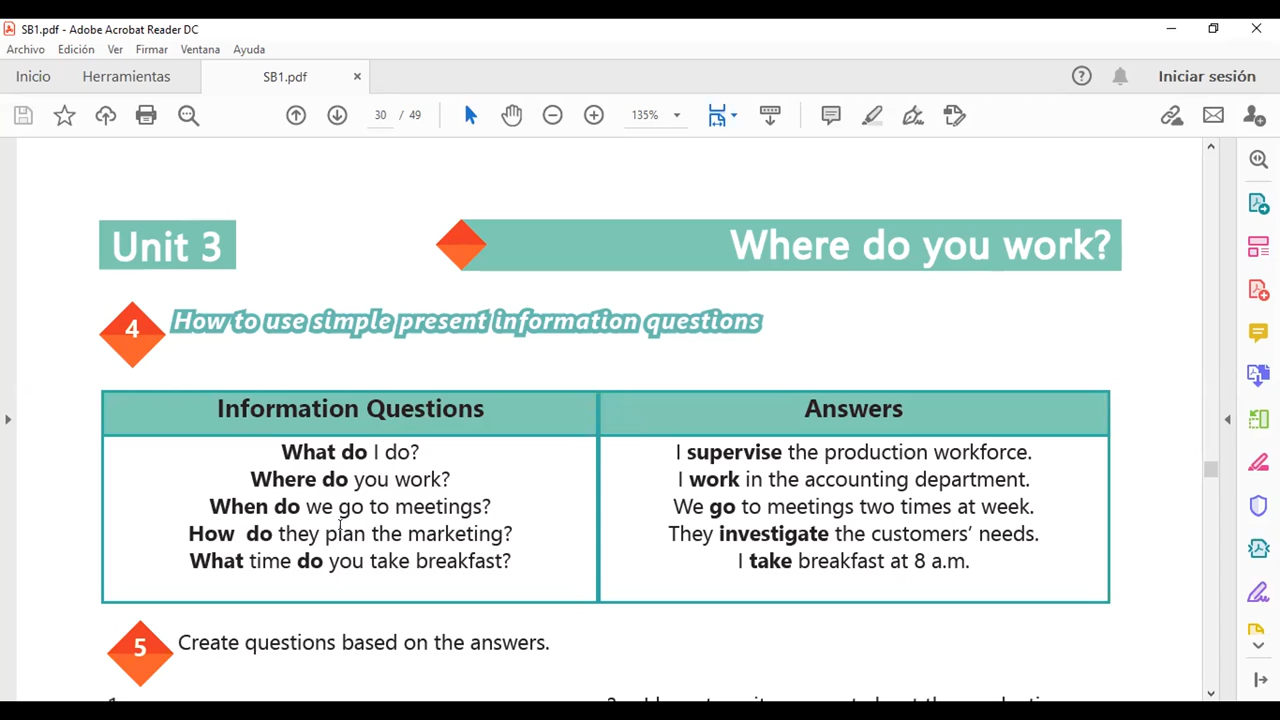 SB1.pdf - Adobe Acrobat Reader DC
Archivo Edición Ver Firmar Ventana Ayuda
Inicio Herramientas SB1.pdf × Iniciar sesión
30 / 49 135%
Unit 3 Where do you work?
4 How to use simple present information questions
Information Questions Answers
What do I do? I supervise the production workforce.
Where do you work? I work in the accounting department.
When do we go to meetings? We go to meetings two times at week.
How do they plan the marketing? They investigate the customers’ needs.
What time do you take breakfast? I take breakfast at 8 a.m.
5 Create questions based on the answers.